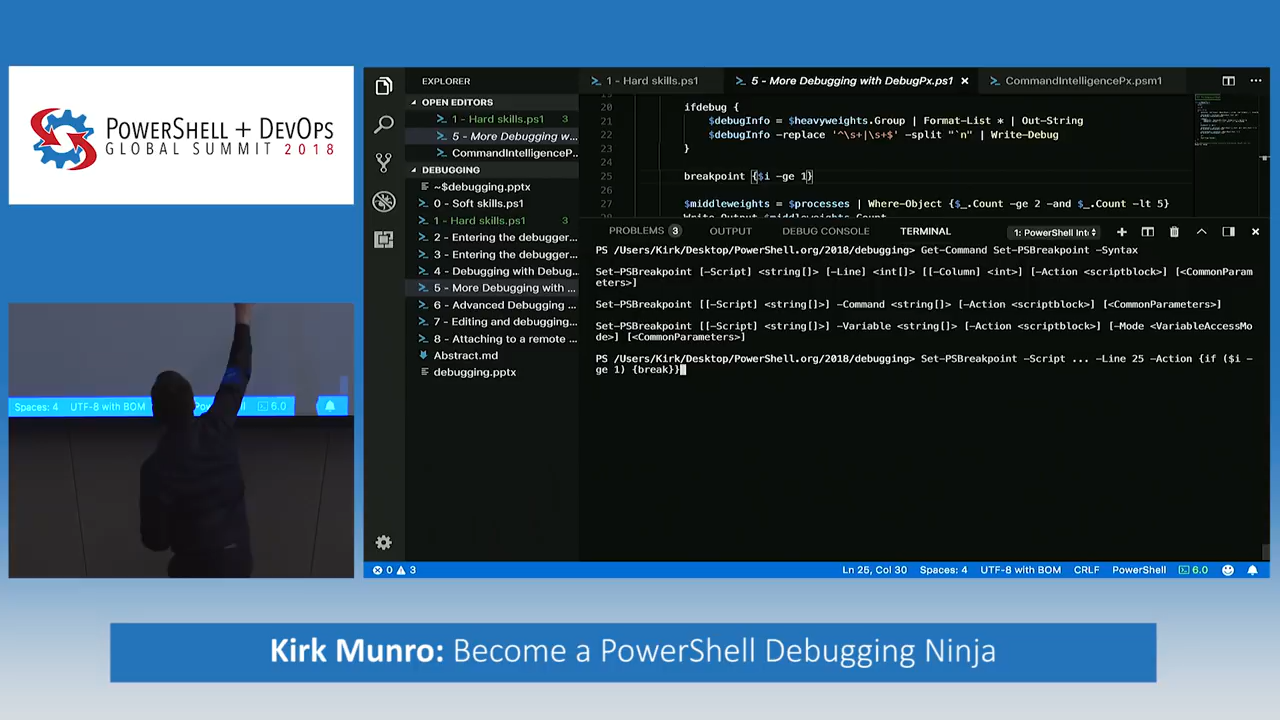 POWERSHELL + DEVOPS
GLOBAL SUMMIT 2018
Spaces: 4 UTF-8 with BOM 6.0
EXPLORER
OPEN EDITORS
1 - Hard skills.ps1 3
5 - More Debugging w...
CommandIntelligenceP...
DEBUGGING
~$debugging.pptx
0 - Soft skills.ps1
1 - Hard skills.ps1 3
2 - Entering the debugger...
3 - Entering the debugger...
4 - Debugging with Debug...
5 - More Debugging with ...
6 - Advanced Debugging ...
7 - Editing and debugging...
8 - Attaching to a remote ...
Abstract.md
debugging.pptx
1 - Hard skills.ps1 5 - More Debugging with DebugPx.ps1 × CommandIntelligencePx.psm1 ...
20 ifdebug {
21 $debugInfo = $heavyweights.Group | Format-List * | Out-String
22 $debugInfo -replace '^\s+|\s+$' -split "`n" | Write-Debug
23 }
24
25 breakpoint {$i -ge 1}
26
27 $middleweights = $processes | Where-Object {$_.Count -ge 2 -and $_.Count -lt 5}
28 Write-Output $middleweights.Count
PROBLEMS 3 OUTPUT DEBUG CONSOLE TERMINAL 1: PowerShell Int
PS /Users/Kirk/Desktop/PowerShell.org/2018/debugging> Get-Command Set-PSBreakpoint -Syntax
Set-PSBreakpoint [-Script] <string[]> [-Line] <int[]> [[-Column] <int>] [-Action <scriptblock>] [<CommonParam
eters>]
Set-PSBreakpoint [[-Script] <string[]>] -Command <string[]> [-Action <scriptblock>] [<CommonParameters>]
Set-PSBreakpoint [[-Script] <string[]>] -Variable <string[]> [-Action <scriptblock>] [-Mode <VariableAccessMo
de>] [<CommonParameters>]
PS /Users/Kirk/Desktop/PowerShell.org/2018/debugging> Set-PSBreakpoint -Script ... -Line 25 -Action {if ($i -
ge 1) {break}}
0 3 Ln 25, Col 30 Spaces: 4 UTF-8 with BOM CRLF PowerShell 6.0
Kirk Munro: Become a PowerShell Debugging Ninja